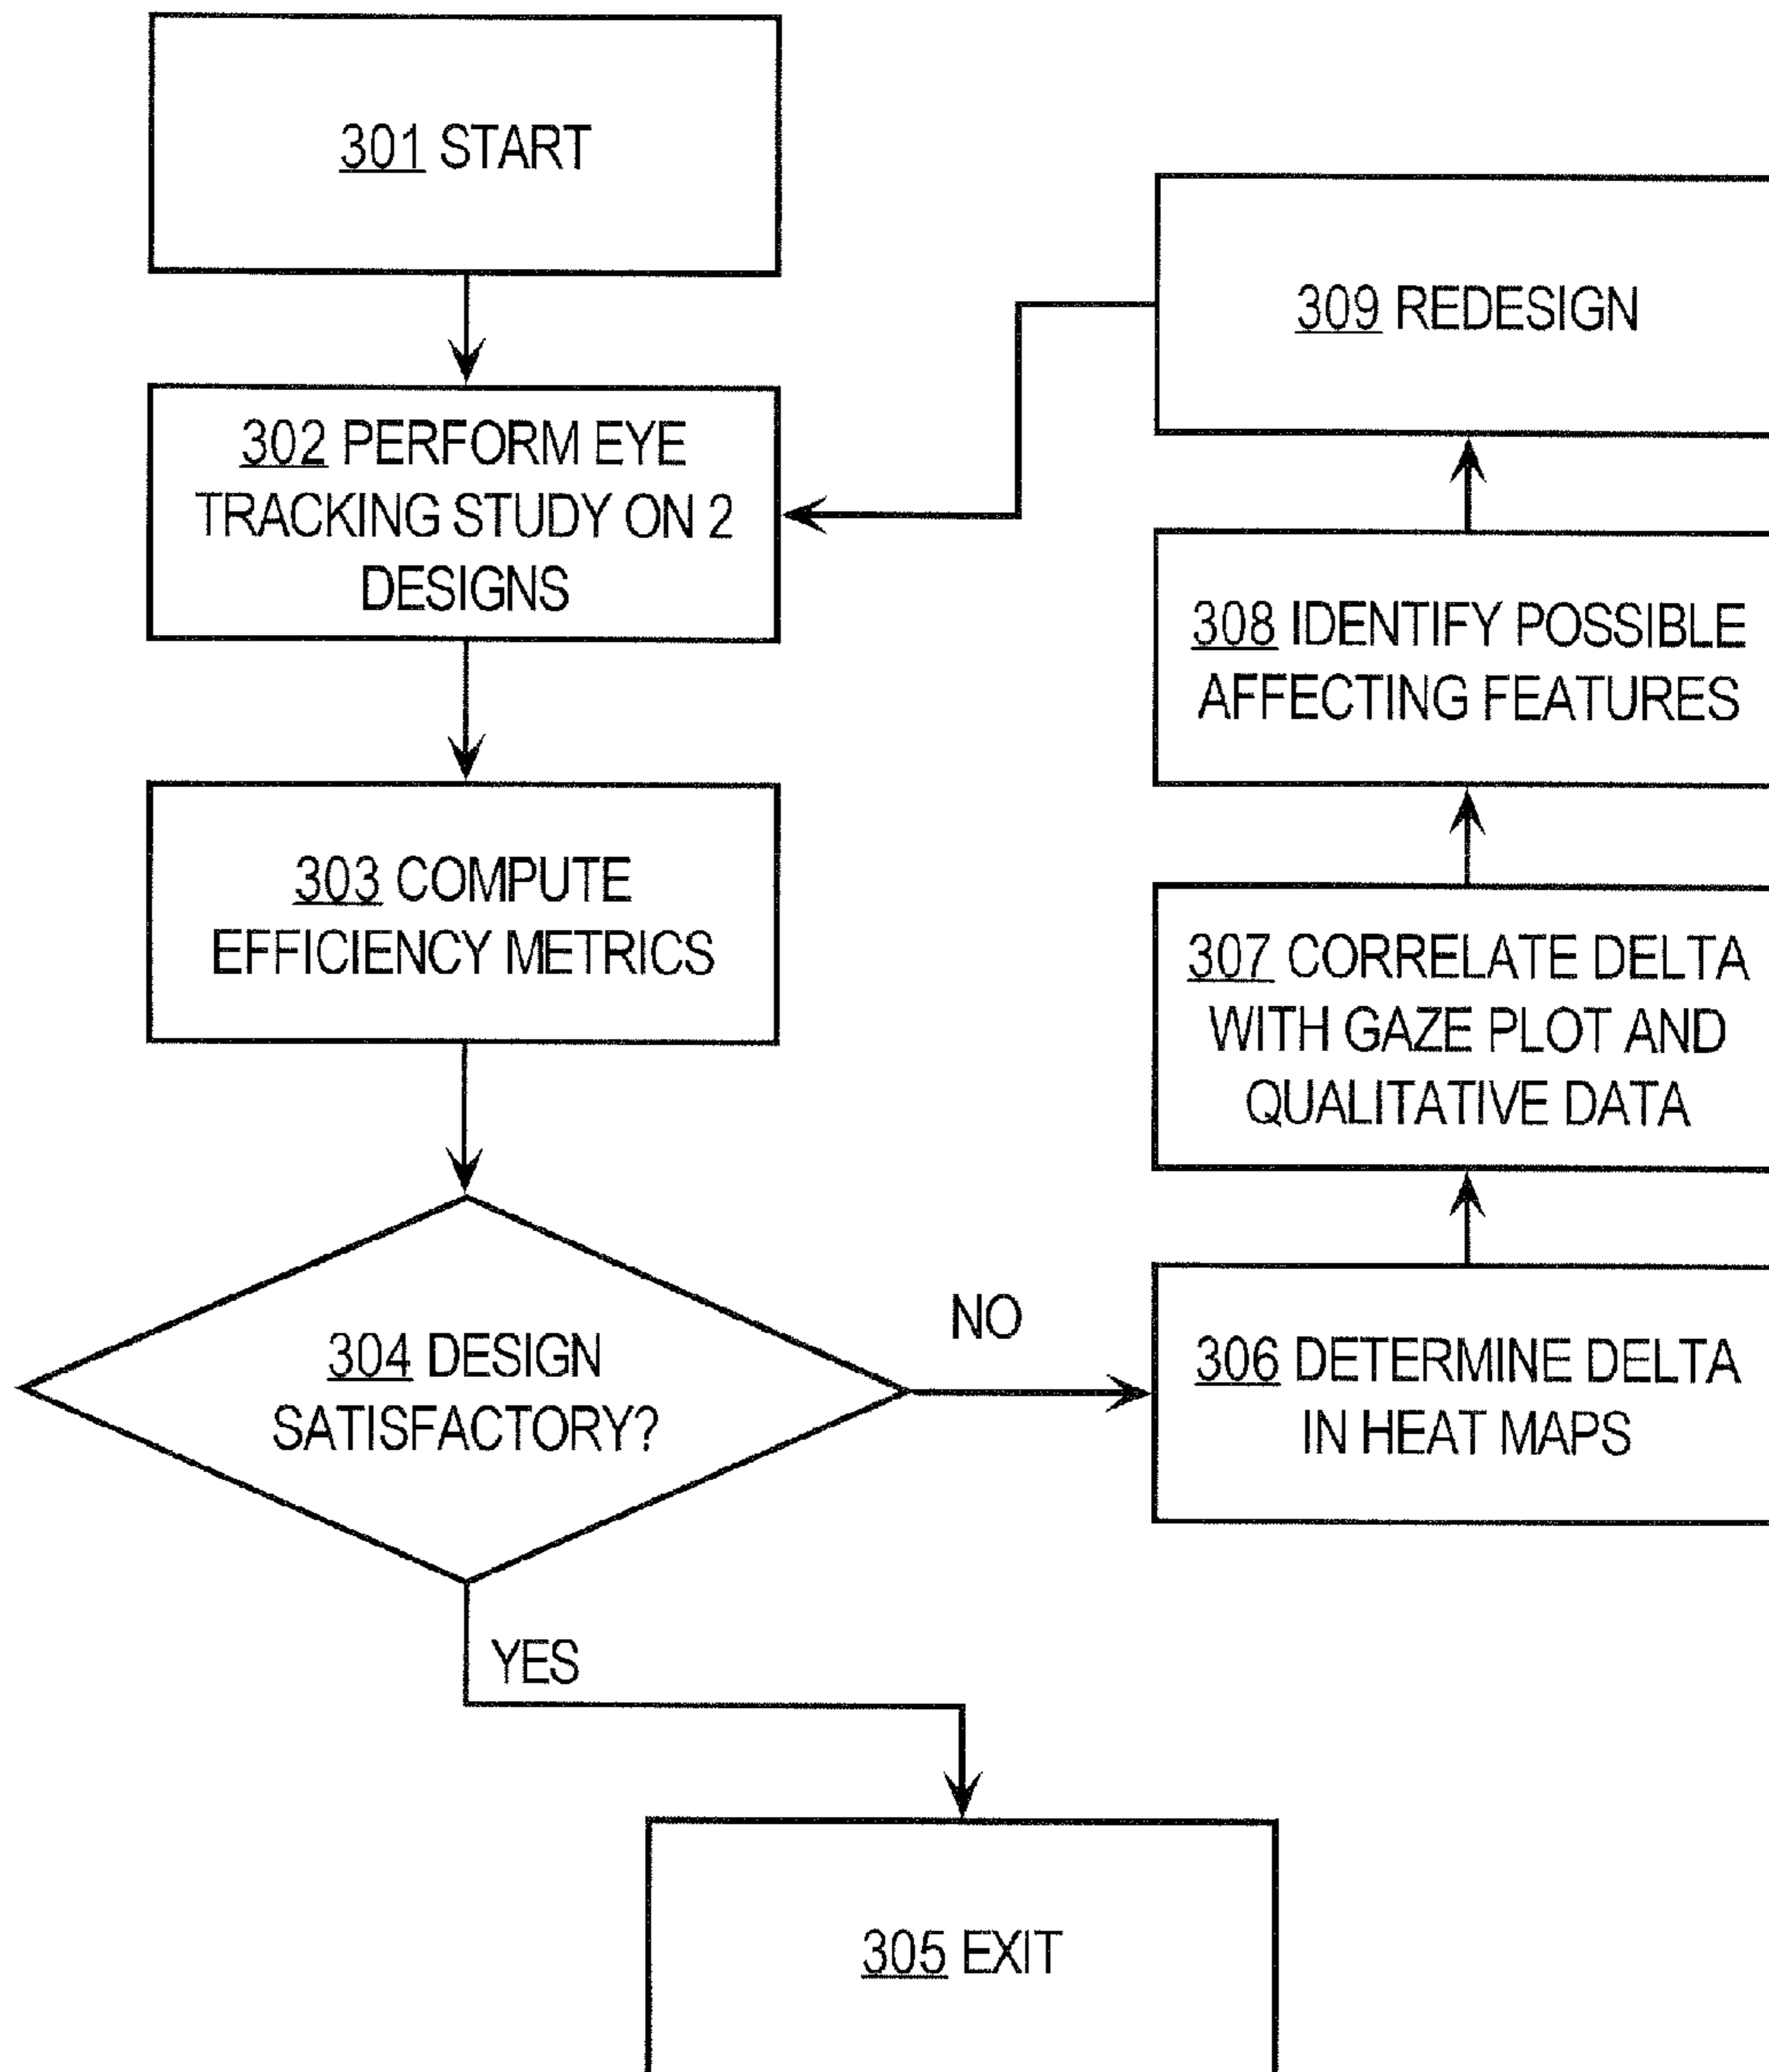 301 START
302 PERFORM EYE
TRACKING STUDY ON 2
DESIGNS
303 COMPUTE
EFFICIENCY METRICS
304 DESIGN
SATISFACTORY?
NO
YES
305 EXIT
306 DETERMINE DELTA
IN HEAT MAPS
307 CORRELATE DELTA
WITH GAZE PLOT AND
QUALITATIVE DATA
308 IDENTIFY POSSIBLE
AFFECTING FEATURES
309 REDESIGN